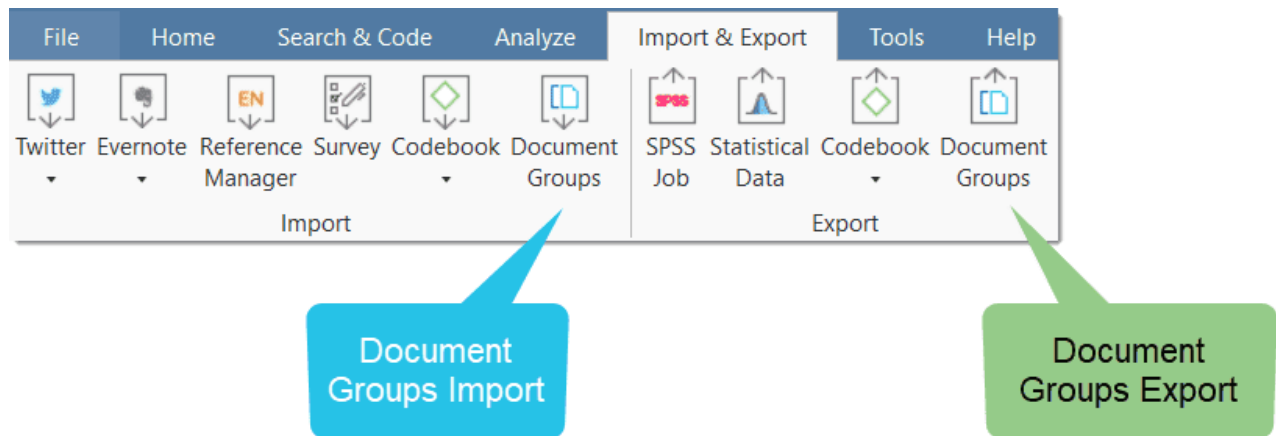 File Home Search & Code Analyze Import & Export Tools Help
EN SPSS
Twitter Evernote Reference Survey Codebook Document SPSS Statistical Codebook Document
Manager Groups Job Data Groups
Import Export
Document
Groups Import
Document
Groups Export